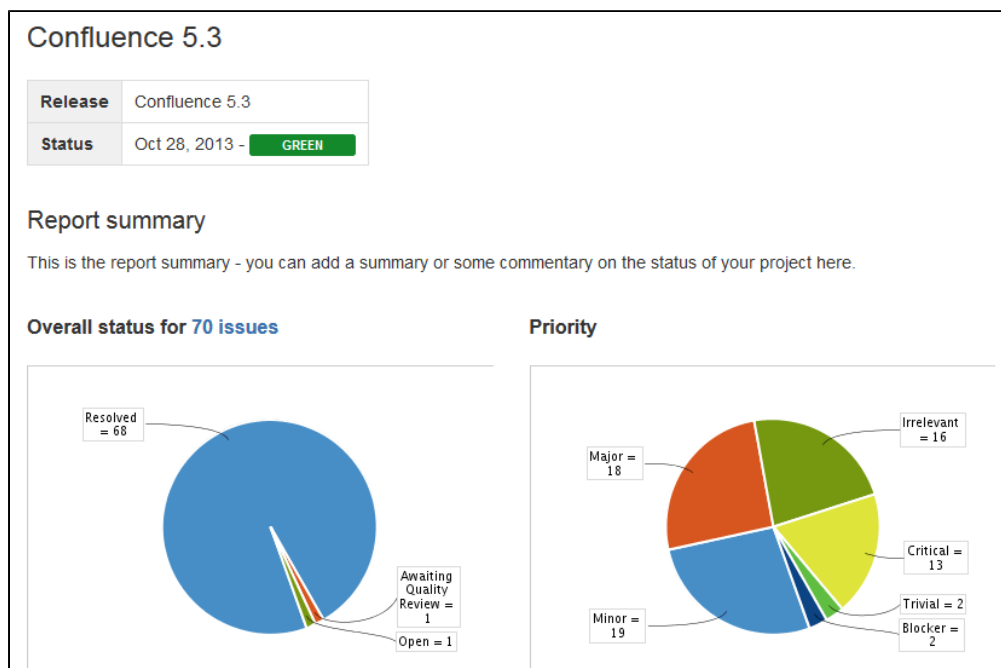 Confluence 5.3
Release Confluence 5.3
Status Oct 28, 2013 - GREEN
Report summary
This is the report summary - you can add a summary or some commentary on the status of your project here.
Overall status for 70 issues
Resolved
= 68
Awaiting
Quality
Review =
1
Open = 1
Priority
Irrelevant
= 16
Major =
18
Critical =
13
Trivial = 2
Blocker =
2
Minor =
19